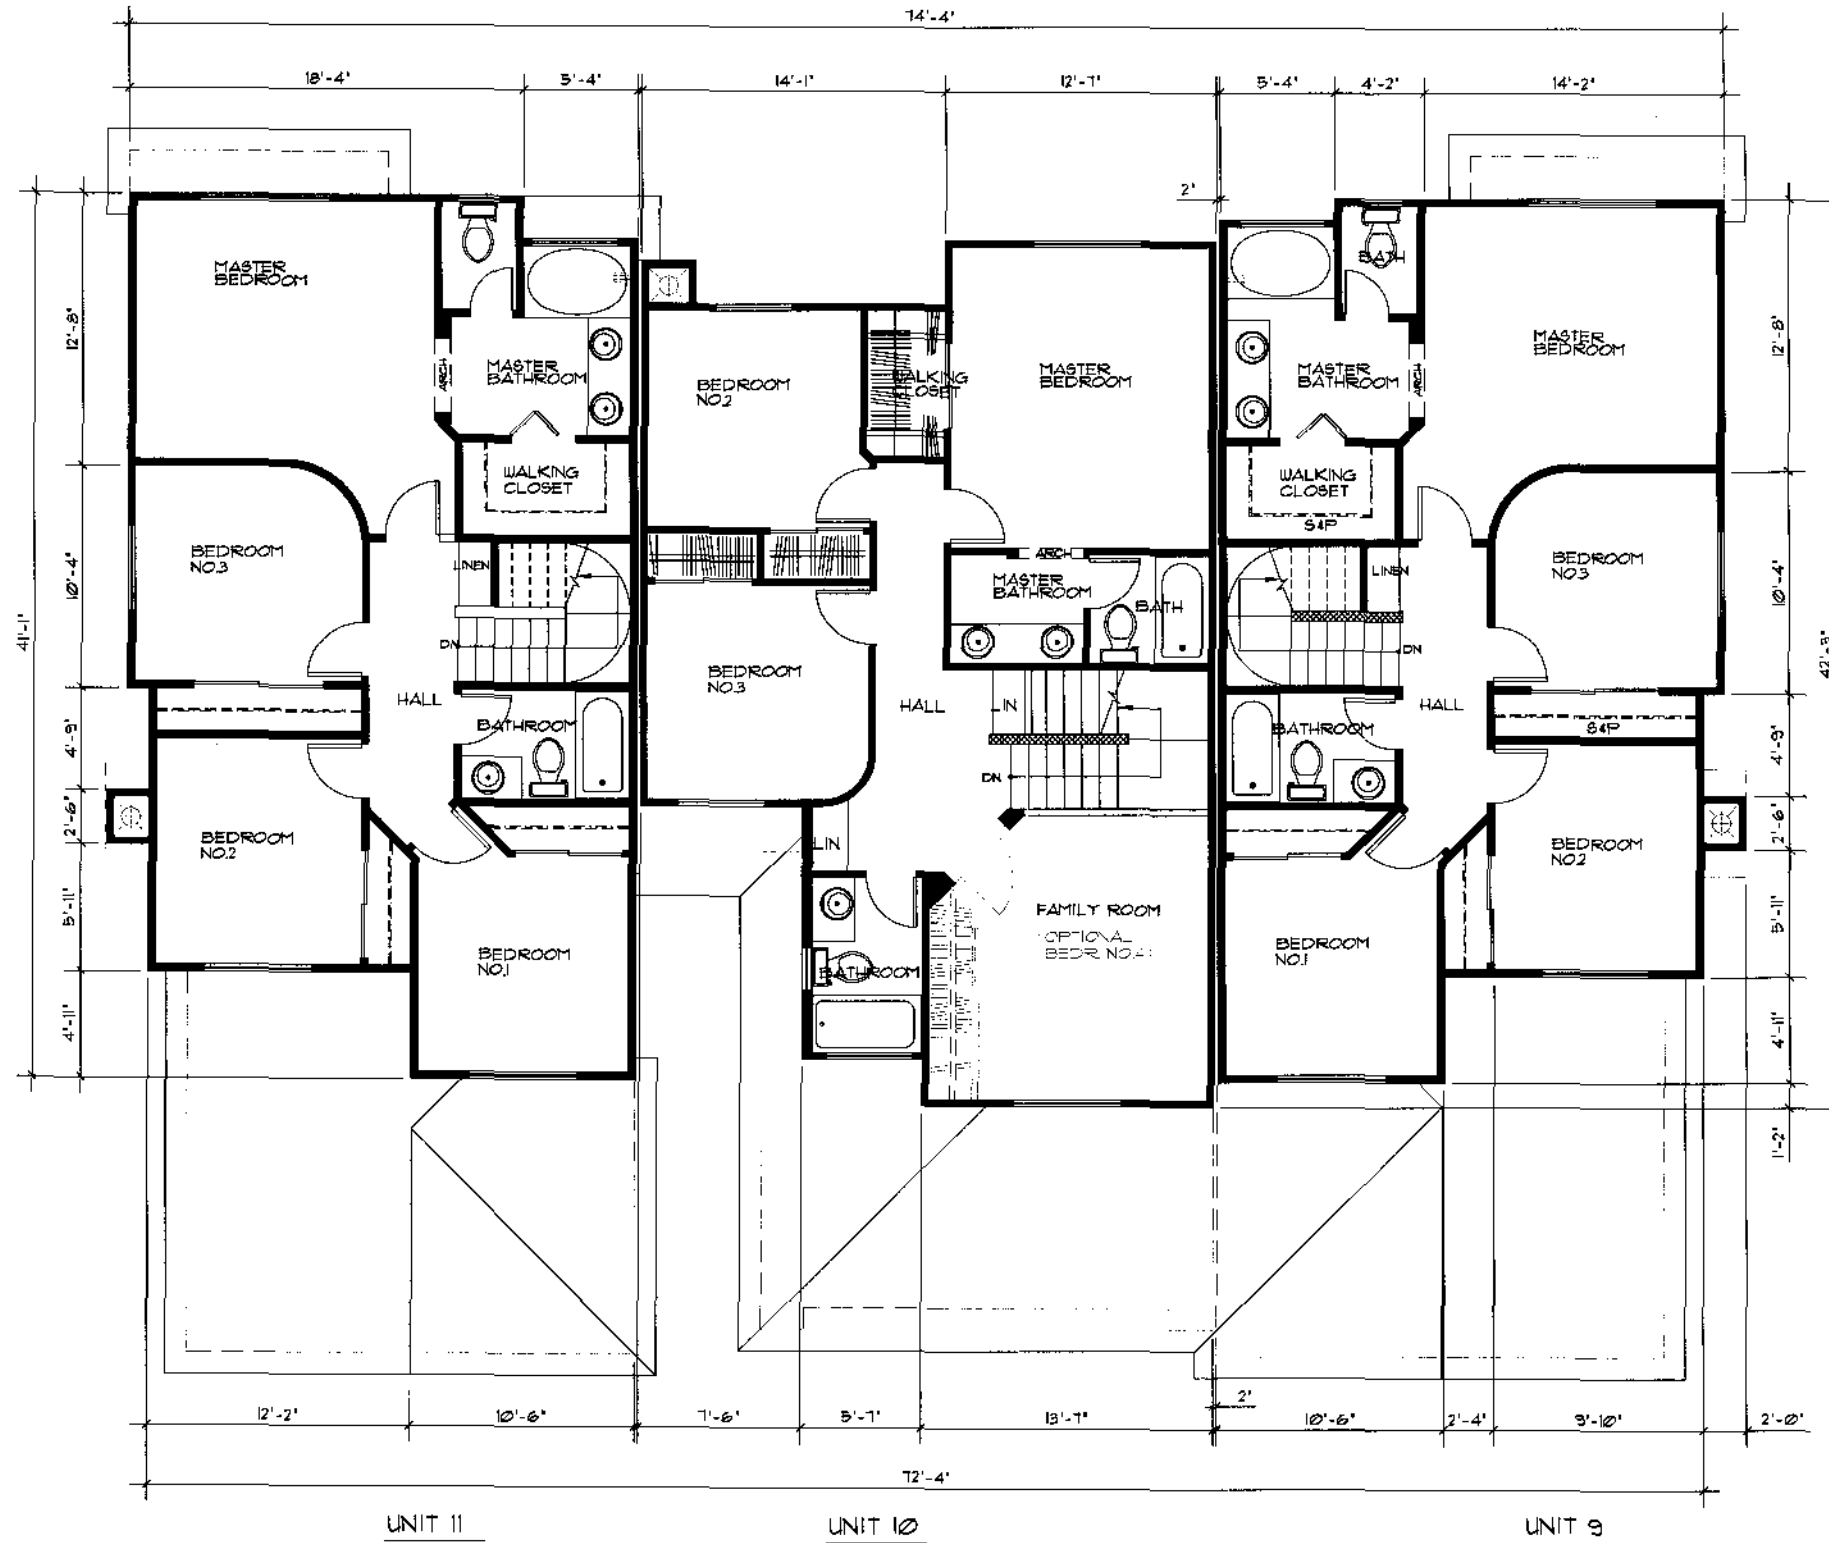 74'-4"
18'-4"
5'-4"
14'-1"
12'-7"
5'-4"
4'-2"
14'-2"
2"
MASTER
BEDROOM
BATH
12'-8"
ARCH
MASTER
BATHROOM
BEDROOM
NO.2
WALKING
CLOSET
MASTER
BEDROOM
MASTER
BATHROOM
ARCH
MASTER
BEDROOM
12'-8"
WALKING
CLOSET
WALKING
CLOSET
S&P
BEDROOM
NO.3
LINEN
ARCH
MASTER
BATHROOM
BATH
LINEN
BEDROOM
NO.3
10'-4"
10'-4"
41'-1"
42'-3"
DN
DN
HALL
BATHROOM
BEDROOM
NO.3
HALL
LIN
BATHROOM
HALL
S&P
4'-9"
4'-9"
DN
2'-6"
2'-6"
BEDROOM
NO.2
LIN
BEDROOM
NO.2
5'-11"
5'-11"
BEDROOM
NO.1
BATHROOM
FAMILY ROOM
OPTIONAL
BEDR. NO.4
BEDROOM
NO.1
4'-11"
4'-11"
1'-2"
12'-2"
10'-6"
7'-6"
5'-7"
13'-7"
2"
10'-6"
2'-4"
9'-10"
2'-0"
72'-4"
UNIT 11
UNIT 10
UNIT 9